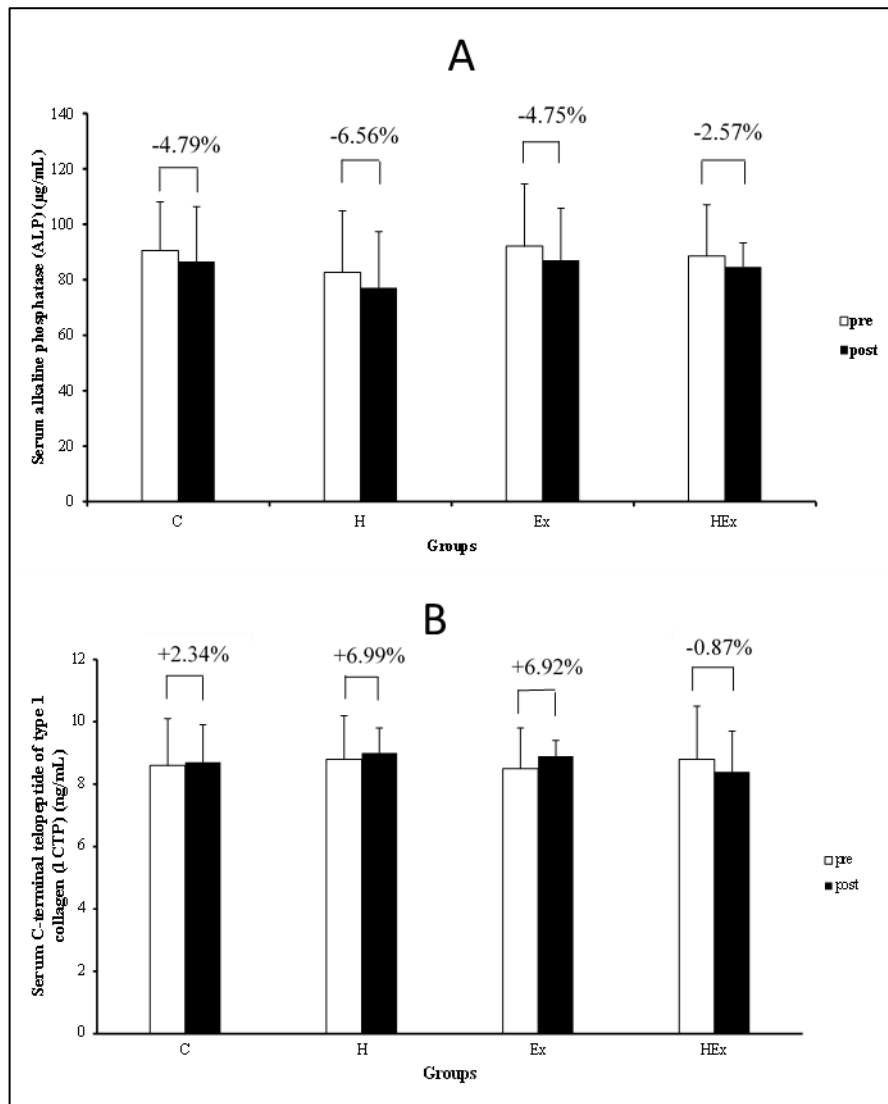 A
Serum alkaline phosphatase (ALP) (µg/mL)
140
120
100
80
60
40
20
0
-4.79%
-6.56%
-4.75%
-2.57%
pre
post
C
H
Ex
HEx
Groups
B
Serum C-terminal telopeptide of type 1
collagen (1CTP) (ng/mL)
12
10
8
6
4
2
0
+2.34%
+6.99%
+6.92%
-0.87%
pre
post
C
H
Ex
HEx
Groups